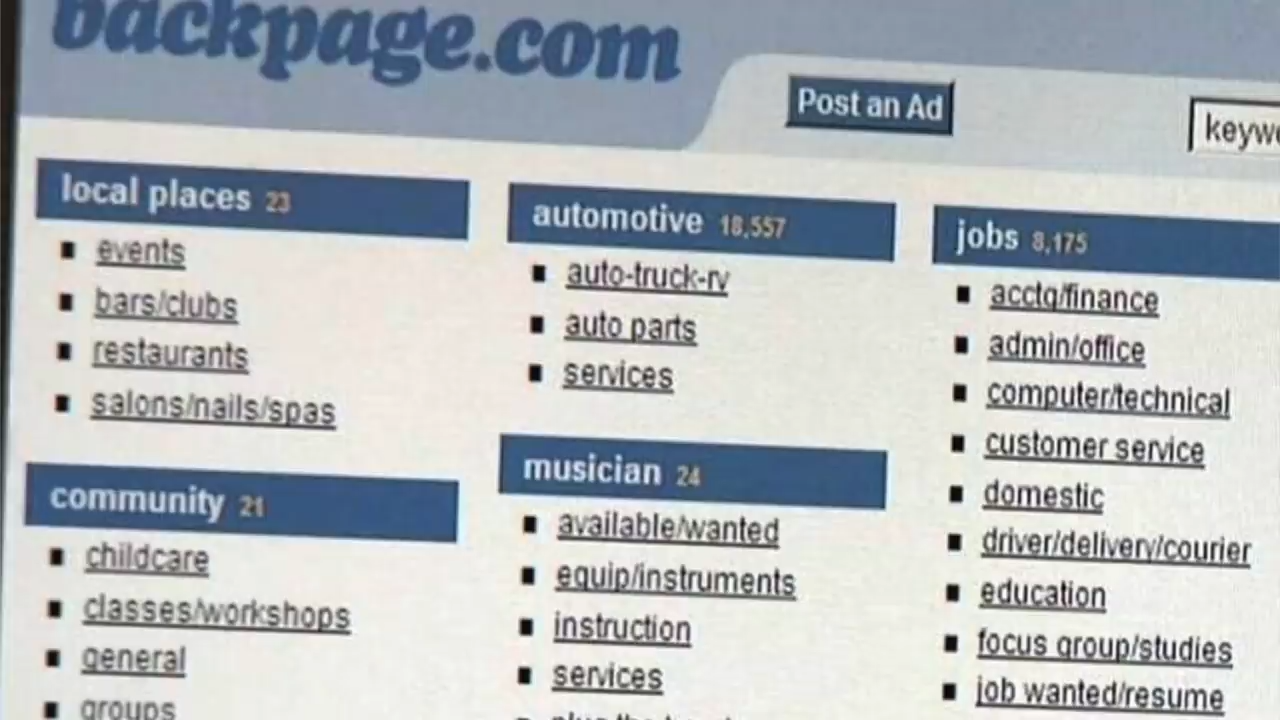 backpage.com
Post an Ad
keyw
local places 23
events
bars/clubs
restaurants
salons/nails/spas
community 21
childcare
classes/workshops
general
groups
automotive 18,557
auto-truck-rv
auto parts
services
musician 24
available/wanted
equip/instruments
instruction
services
jobs 8,175
acctg/finance
admin/office
computer/technical
customer service
domestic
driver/delivery/courier
education
focus group/studies
job wanted/resume